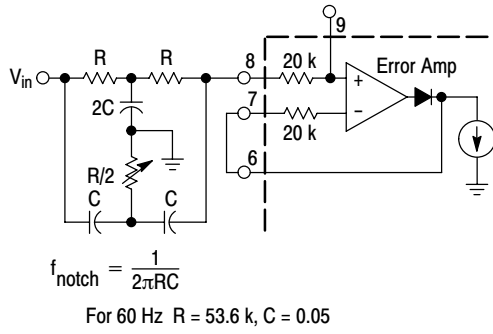 9
R R 8 20 k Error Amp
V_in
+
2C 7
−
20 k
R/2 6
C C
f_notch = 1/(2πRC)
For 60 Hz R = 53.6 k, C = 0.05